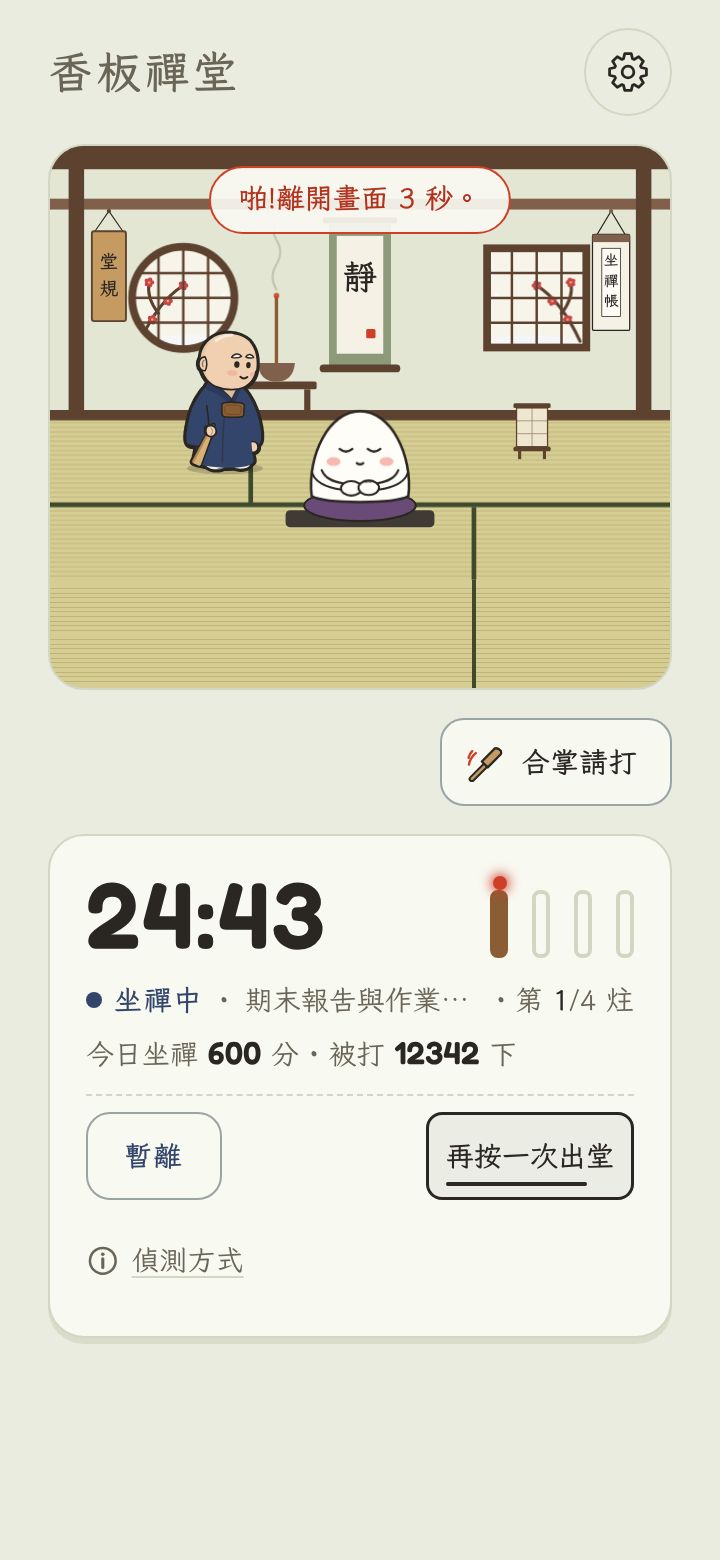 香板禪堂
啪!離開畫面 3 秒。
堂規
靜
坐禪帳
合掌請打
24:43
坐禪中 · 期末報告與作業… · 第 1/4 炷
今日坐禪 600 分 · 被打 12342 下
暫離
再按一次出堂
偵測方式